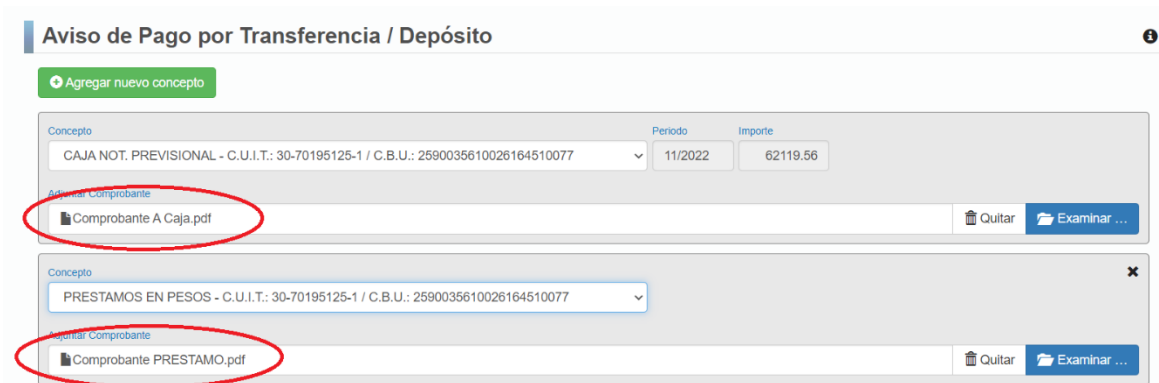 Aviso de Pago por Transferencia / Depósito
Agregar nuevo concepto
Concepto Periodo Importe
CAJA NOT. PREVISIONAL - C.U.I.T.: 30-70195125-1 / C.B.U.: 2590035610026164510077 11/2022 62119.56
Adjuntar Comprobante
Comprobante A Caja.pdf Quitar Examinar ...
Concepto
PRESTAMOS EN PESOS - C.U.I.T.: 30-70195125-1 / C.B.U.: 2590035610026164510077
Adjuntar Comprobante
Comprobante PRESTAMO.pdf Quitar Examinar ...